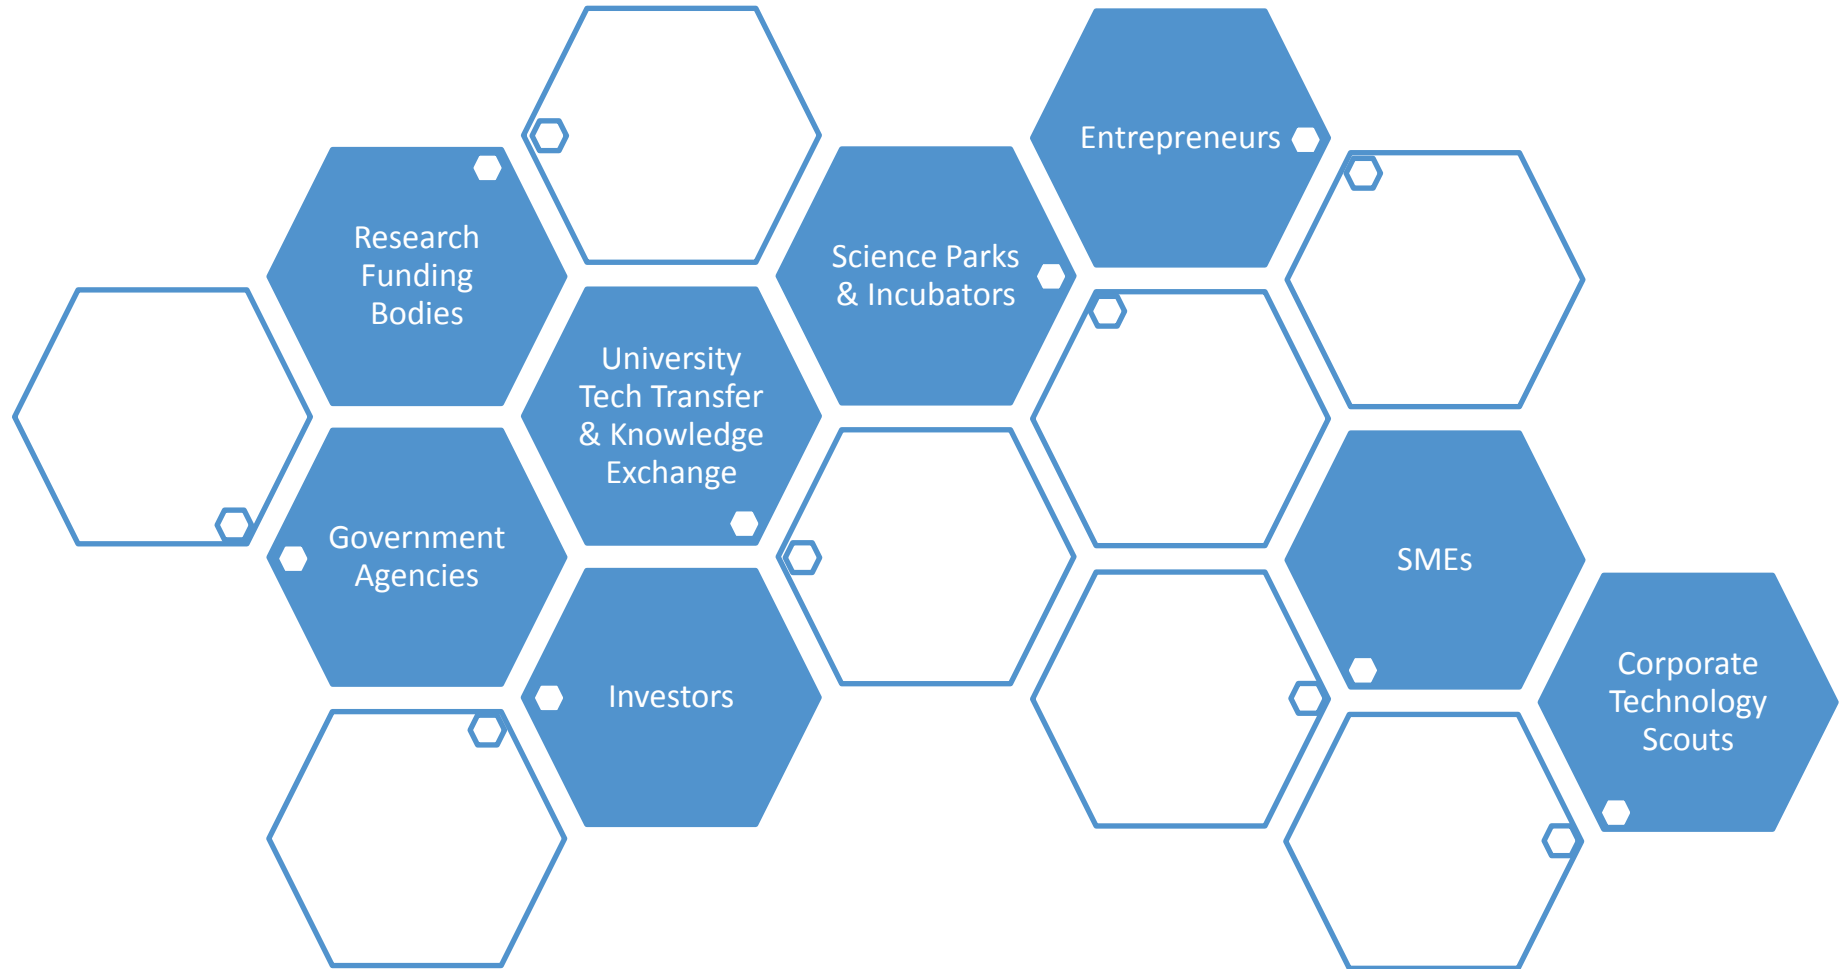 Entrepreneurs
Research
Funding
Bodies
Science Parks
& Incubators
University
Tech Transfer
& Knowledge
Exchange
Government
Agencies
SMEs
Investors
Corporate
Technology
Scouts